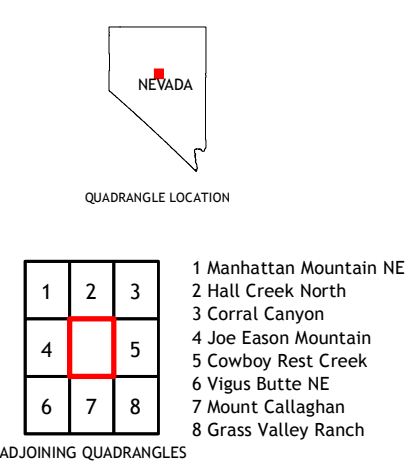 NEVADA
QUADRANGLE LOCATION
1 2 3
4 5
6 7 8
ADJOINING QUADRANGLES
1 Manhattan Mountain NE
2 Hall Creek North
3 Corral Canyon
4 Joe Eason Mountain
5 Cowboy Rest Creek
6 Vigus Butte NE
7 Mount Callaghan
8 Grass Valley Ranch